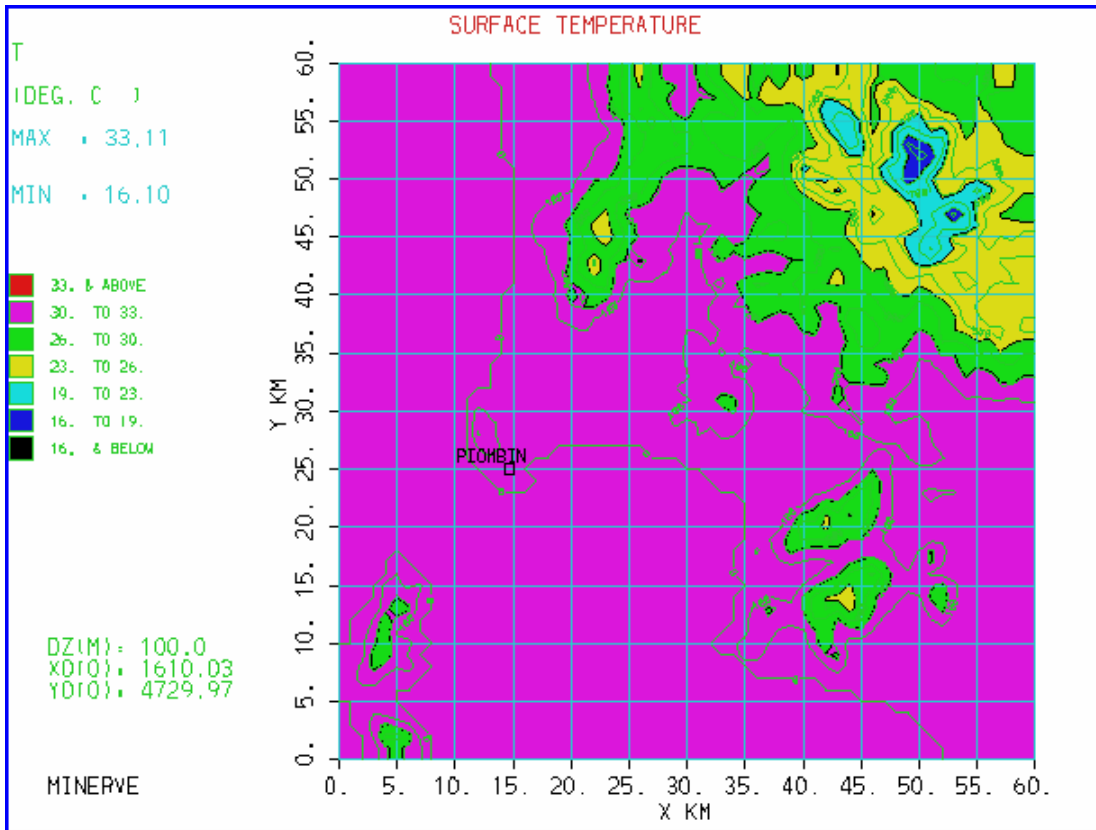 SURFACE TEMPERATURE
T
(DEG. C )
MAX : 33.11
MIN : 16.10
33. & ABOVE
30. TO 33.
26. TO 30.
23. TO 26.
19. TO 23.
16. TO 19.
16. & BELOW
DZ(M): 100.0
XO(O): 1610.03
YO(O): 4729.97
MINERVE
60.
55.
50.
45.
40.
35.
30.
25.
20.
15.
10.
5.
0.
Y KM
PIOMBIN
0. 5. 10. 15. 20. 25. 30. 35. 40. 45. 50. 55. 60.
X KM